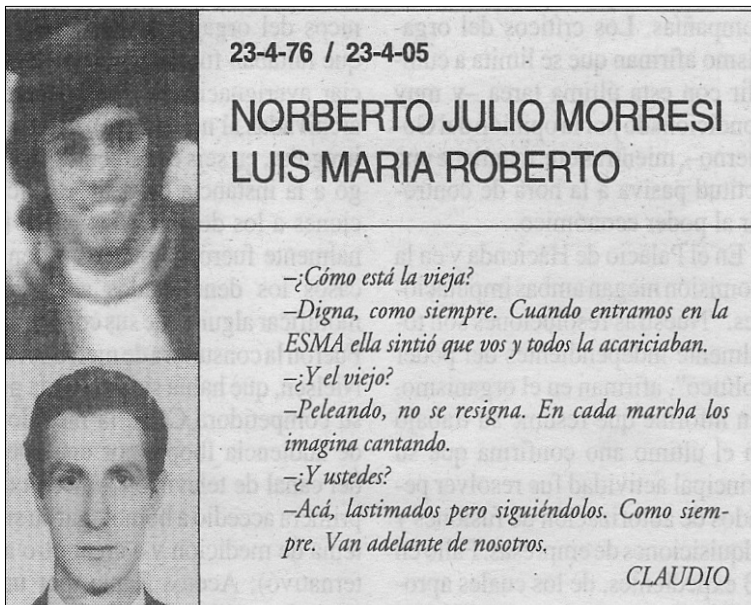 23-4-76 / 23-4-05
NORBERTO JULIO MORRESI
LUIS MARIA ROBERTO
–¿Cómo está la vieja?
–Digna, como siempre. Cuando entramos en la
ESMA ella sintió que vos y todos la acariciaban.
–¿Y el viejo?
–Peleando, no se resigna. En cada marcha los
imagina cantando.
–¿Y ustedes?
–Acá, lastimados pero siguiéndolos. Como siem-
pre. Van adelante de nosotros.
CLAUDIO